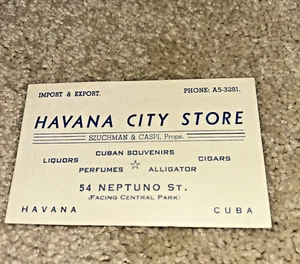 IMPORT & EXPORT. PHONE: A5-3281.
HAVANA CITY STORE
SZUCHMAN & CASPI, Props.
CUBAN SOUVENIRS
LIQUORS CIGARS
PERFUMES ☆ ALLIGATOR
54 NEPTUNO ST.
(FACING CENTRAL PARK)
HAVANA CUBA